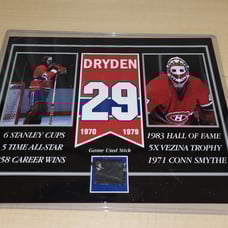 DRYDEN
29
1970 1979
6 STANLEY CUPS
5 TIME ALL-STAR
258 CAREER WINS
Game Used Stick
1983 HALL OF FAME
5X VEZINA TROPHY
1971 CONN SMYTHE